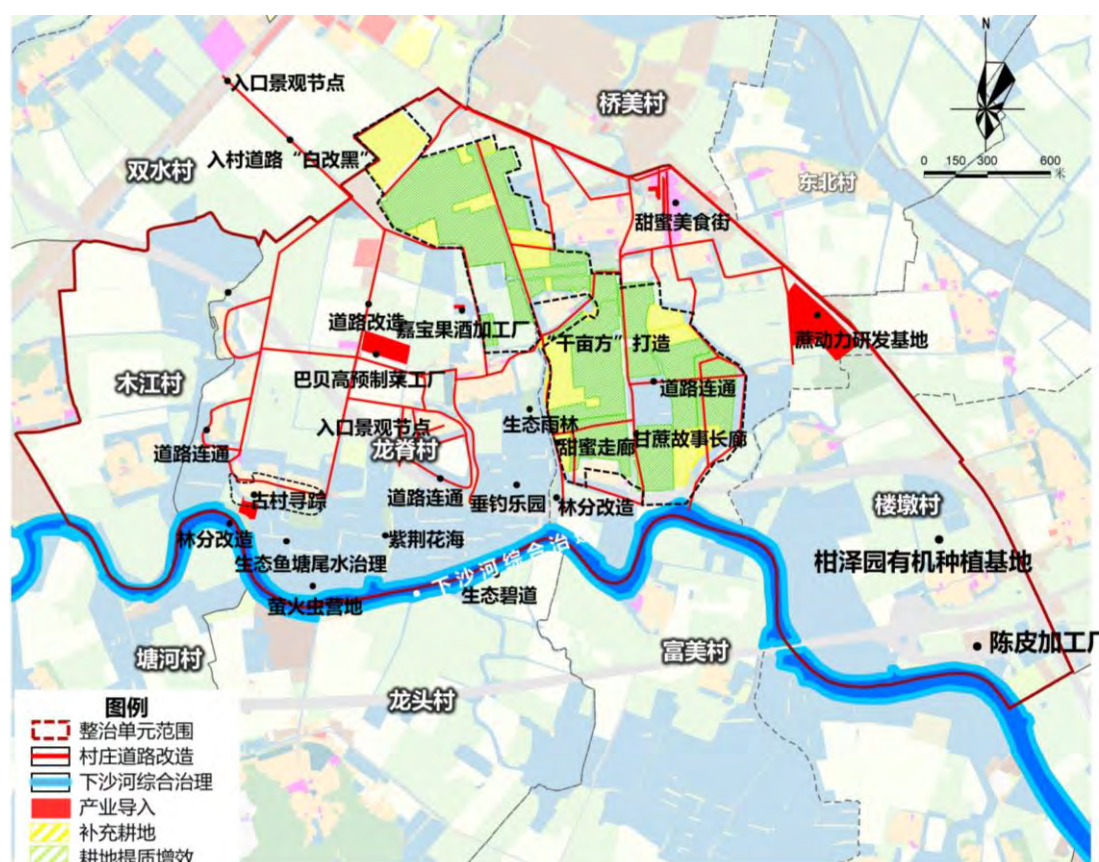 入口景观节点
入村道路“白改黑”
双水村
桥美村
N
0 150 300 600
米
东北村
甜蜜美食街
道路改造
嘉宝果酒加工厂
“千亩方”打造
蔗动力研发基地
巴贝高预制菜工厂
道路连通
木江村
入口景观节点
生态雨林
龙脊村
甜蜜走廊
甘蔗故事长廊
道路连通
道路连通
垂钓乐园
林分改造
古村寻踪
楼墩村
林分改造
紫荆花海
生态鱼塘尾水治理
柑泽园有机种植基地
下沙河综合治理
萤火虫营地
生态碧道
塘河村
富美村
陈皮加工厂
龙头村
图例
整治单元范围
村庄道路改造
下沙河综合治理
产业导入
补充耕地
耕地提质增效